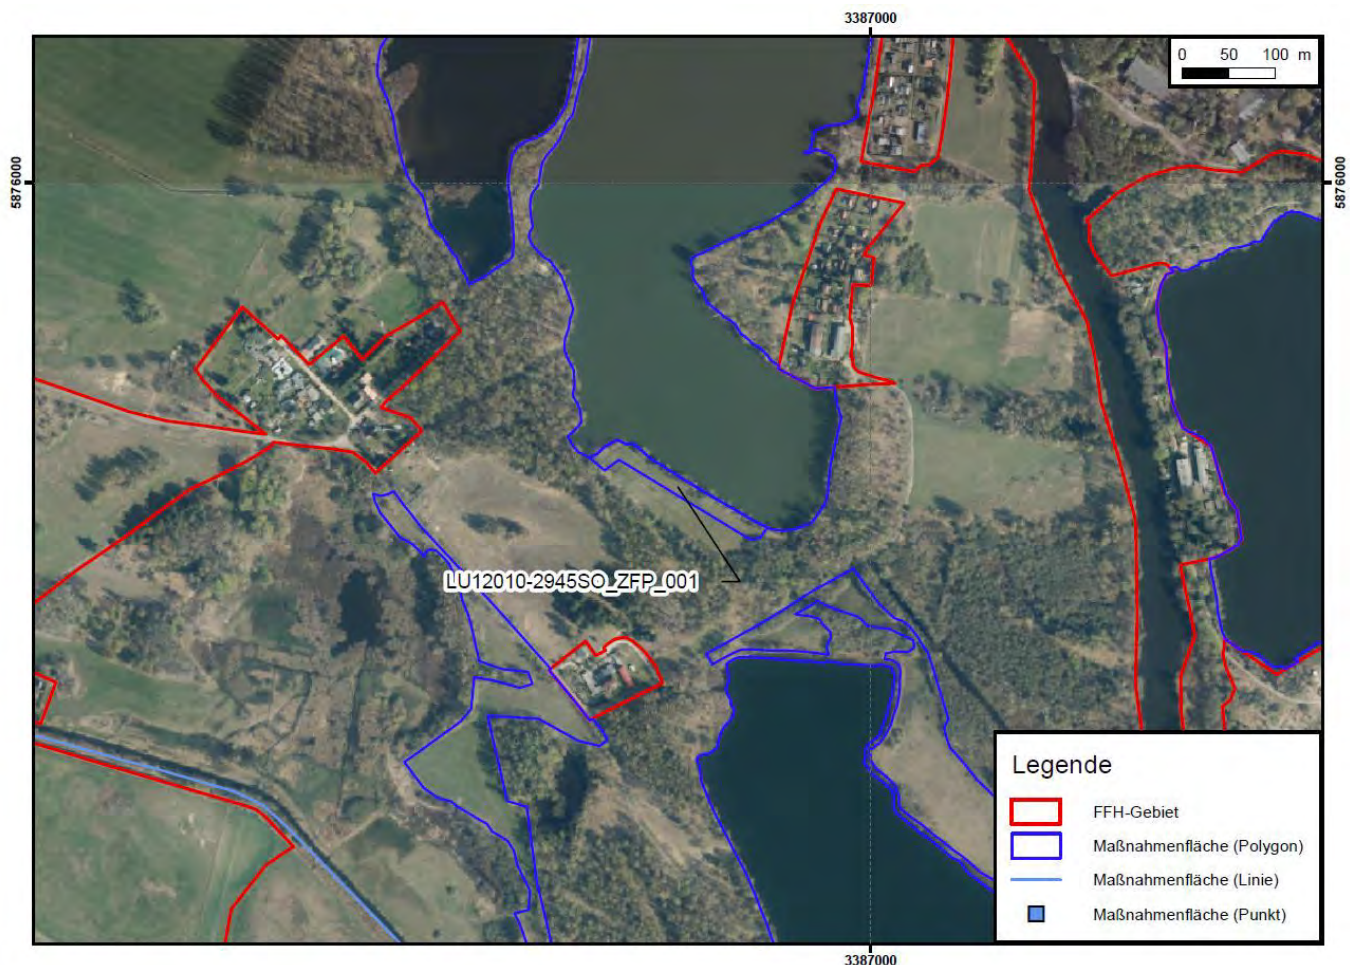 3387000
0 50 100 m
5876000
5876000
LU12010-2945SO_ZFP_001
Legende
FFH-Gebiet
Maßnahmenfläche (Polygon)
Maßnahmenfläche (Linie)
Maßnahmenfläche (Punkt)
3387000